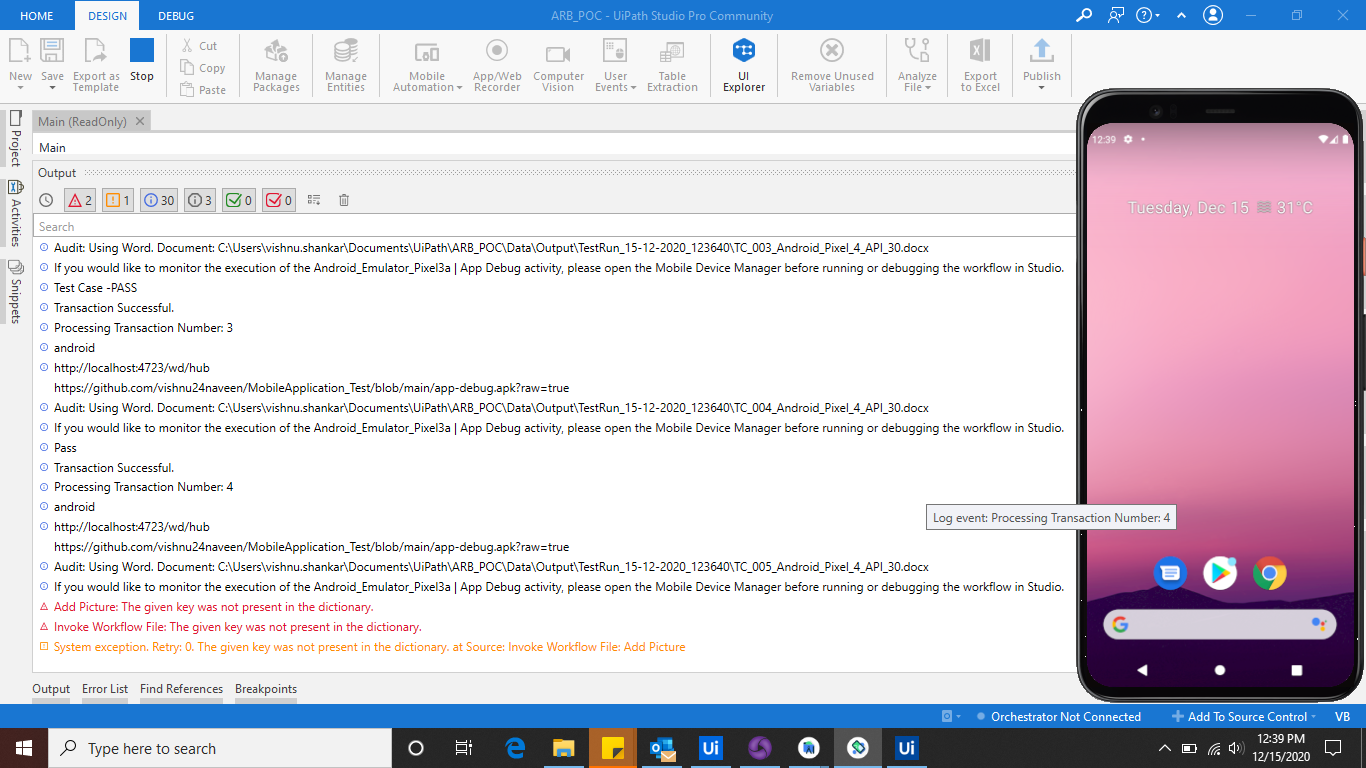 HOME DESIGN DEBUG ARB_POC - UiPath Studio Pro Community
New Save Export as Template Stop Cut Copy Paste Manage Packages Manage Entities Mobile Automation App/Web Recorder Computer Vision User Events Table Extraction UI Explorer Remove Unused Variables Analyze File Export to Excel Publish
Main (ReadOnly)
Project
Activities
Snippets
Main
Output
2 1 30 3 0 0
Search
Audit: Using Word. Document: C:\Users\vishnu.shankar\Documents\UiPath\ARB_POC\Data\Output\TestRun_15-12-2020_123640\TC_003_Android_Pixel_4_API_30.docx
If you would like to monitor the execution of the Android_Emulator_Pixel3a | App Debug activity, please open the Mobile Device Manager before running or debugging the workflow in Studio.
Test Case -PASS
Transaction Successful.
Processing Transaction Number: 3
android
http://localhost:4723/wd/hub
https://github.com/vishnu24naveen/MobileApplication_Test/blob/main/app-debug.apk?raw=true
Audit: Using Word. Document: C:\Users\vishnu.shankar\Documents\UiPath\ARB_POC\Data\Output\TestRun_15-12-2020_123640\TC_004_Android_Pixel_4_API_30.docx
If you would like to monitor the execution of the Android_Emulator_Pixel3a | App Debug activity, please open the Mobile Device Manager before running or debugging the workflow in Studio.
Pass
Transaction Successful.
Processing Transaction Number: 4
android
http://localhost:4723/wd/hub
https://github.com/vishnu24naveen/MobileApplication_Test/blob/main/app-debug.apk?raw=true
Audit: Using Word. Document: C:\Users\vishnu.shankar\Documents\UiPath\ARB_POC\Data\Output\TestRun_15-12-2020_123640\TC_005_Android_Pixel_4_API_30.docx
If you would like to monitor the execution of the Android_Emulator_Pixel3a | App Debug activity, please open the Mobile Device Manager before running or debugging the workflow in Studio.
Add Picture: The given key was not present in the dictionary.
Invoke Workflow File: The given key was not present in the dictionary.
System exception. Retry: 0. The given key was not present in the dictionary. at Source: Invoke Workflow File: Add Picture
Log event: Processing Transaction Number: 4
12:39
Tuesday, Dec 15 31°C
Output Error List Find References Breakpoints
Orchestrator Not Connected Add To Source Control VB
Type here to search
Ui Ui
12:39 PM
12/15/2020